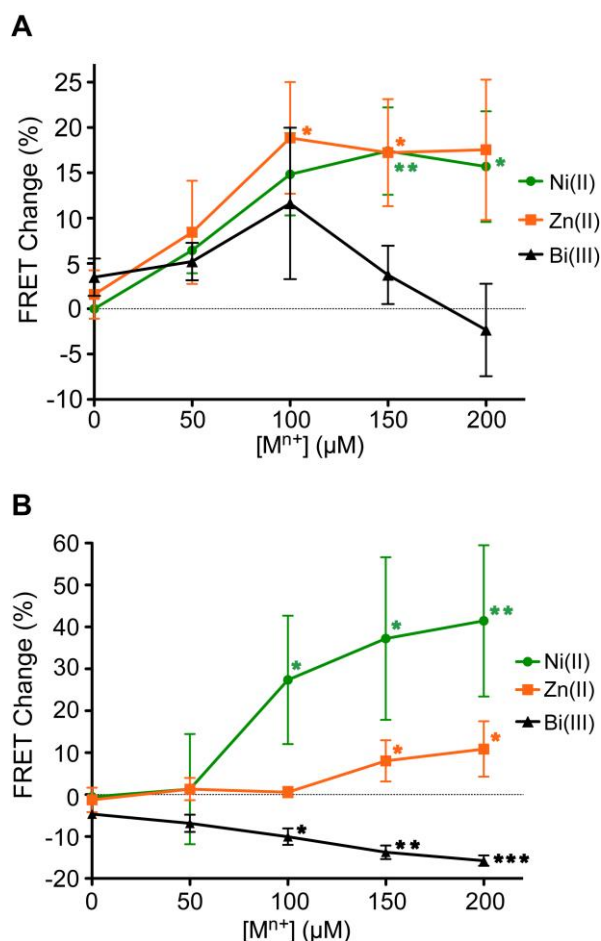 A
FRET Change (%)
25
20
15
10
5
0
-5
-10
*
*
**
*
Ni(II)
Zn(II)
Bi(III)
0 50 100 150 200
[Mⁿ⁺] (µM)
B
FRET Change (%)
60
50
40
30
20
10
0
-10
-20
*
*
**
*
*
*
**
***
Ni(II)
Zn(II)
Bi(III)
0 50 100 150 200
[Mⁿ⁺] (µM)